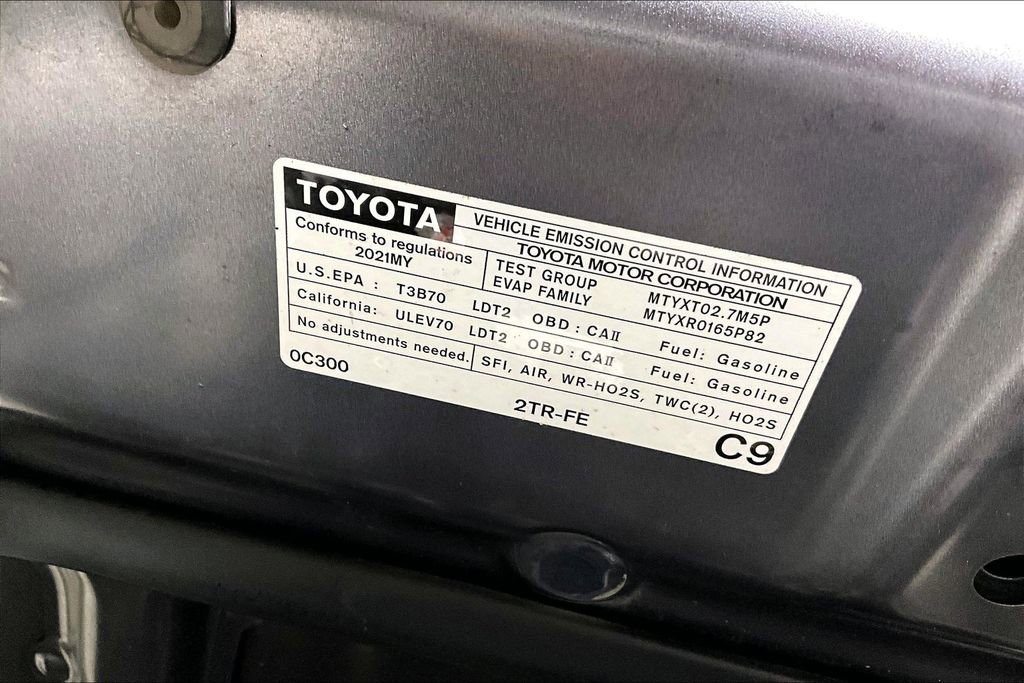 TOYOTA VEHICLE EMISSION CONTROL INFORMATION
Conforms to regulations TOYOTA MOTOR CORPORATION
2021MY TEST GROUP MTYXT02.7M5P
EVAP FAMILY MTYXR0165P82
U.S.EPA : T3B70 LDT2 OBD : CAII Fuel: Gasoline
California: ULEV70 LDT2 OBD : CAII Fuel: Gasoline
No adjustments needed. SFI, AIR, WR-HO2S, TWC(2), HO2S
0C300 2TR-FE C9